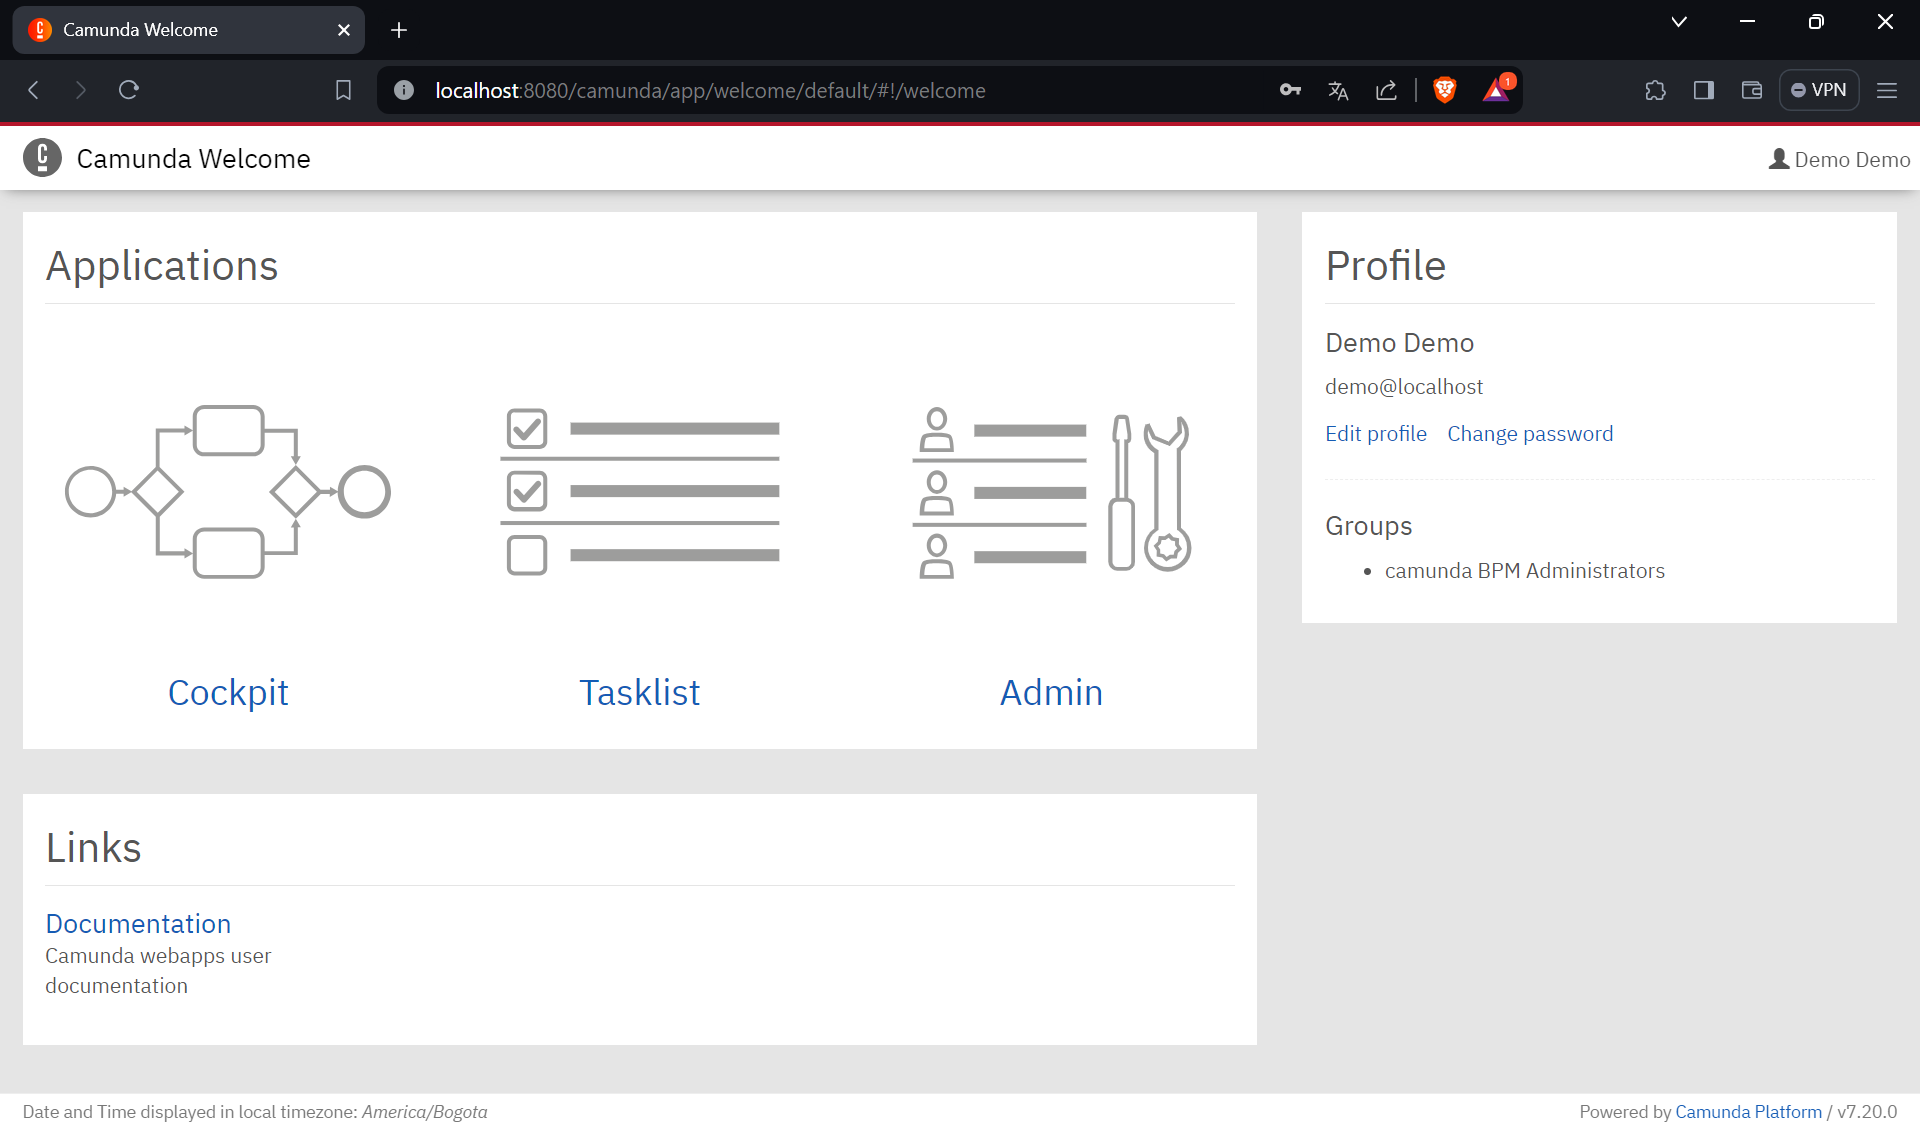 Camunda Welcome
localhost:8080/camunda/app/welcome/default/#!/welcome
1
VPN
Camunda Welcome
Demo Demo
Applications
Cockpit
Tasklist
Admin
Profile
Demo Demo
demo@localhost
Edit profile Change password
Groups
camunda BPM Administrators
Links
Documentation
Camunda webapps user
documentation
Date and Time displayed in local timezone: America/Bogota
Powered by Camunda Platform / v7.20.0